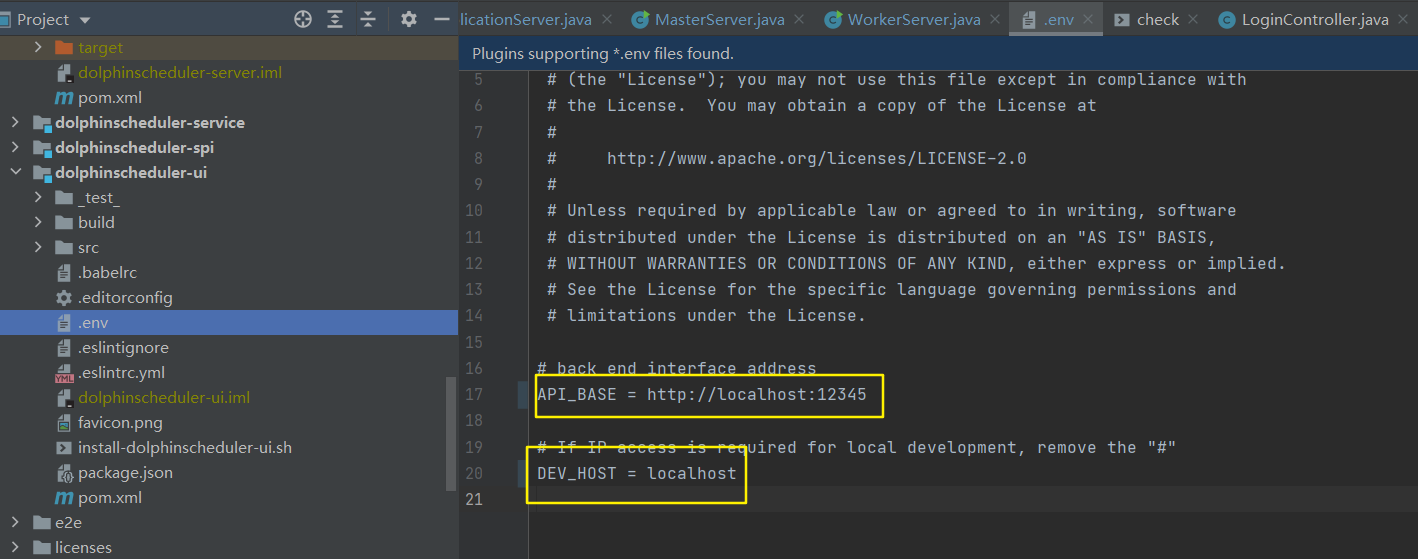 Project
target
dolphinscheduler-server.iml
pom.xml
dolphinscheduler-service
dolphinscheduler-spi
dolphinscheduler-ui
_test_
build
src
.babelrc
.editorconfig
.env
.eslintignore
.eslintrc.yml
dolphinscheduler-ui.iml
favicon.png
install-dolphinscheduler-ui.sh
package.json
pom.xml
e2e
licenses
licationServer.java MasterServer.java WorkerServer.java .env check LoginController.java
Plugins supporting *.env files found.
5 # (the "License"); you may not use this file except in compliance with
6 # the License.  You may obtain a copy of the License at
7 #
8 #     http://www.apache.org/licenses/LICENSE-2.0
9 #
10 # Unless required by applicable law or agreed to in writing, software
11 # distributed under the License is distributed on an "AS IS" BASIS,
12 # WITHOUT WARRANTIES OR CONDITIONS OF ANY KIND, either express or implied.
13 # See the License for the specific language governing permissions and
14 # limitations under the License.
15
16 # back end interface address
17 API_BASE = http://localhost:12345
18
19 # If IP access is required for local development, remove the "#"
20 DEV_HOST = localhost
21